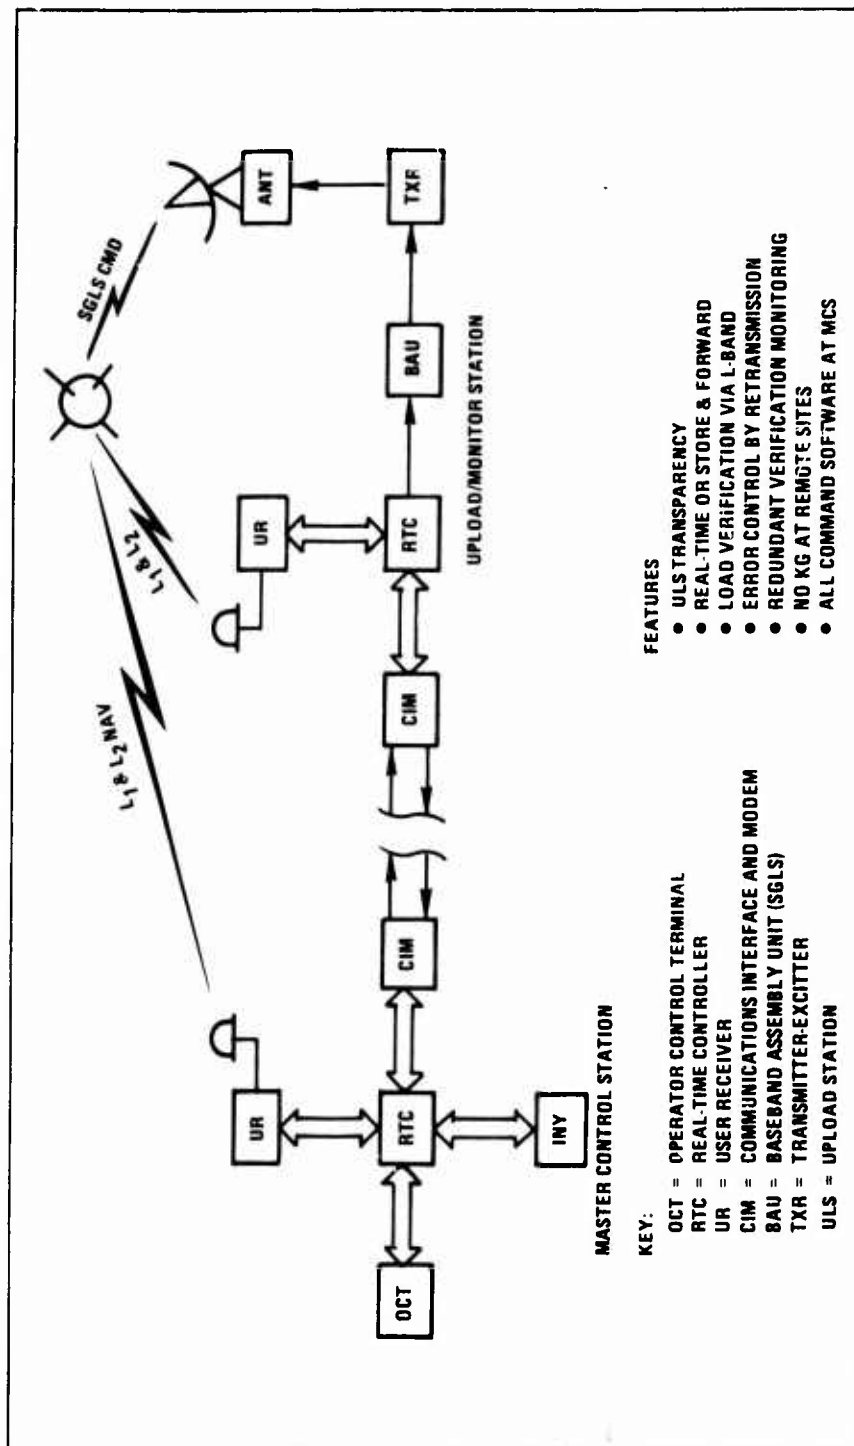 SGLS CMD
L1 & L2 NAV
L1 & L2
UR
UR
ANT
OCT
RTC
CIM
CIM
RTC
BAU
TXR
INY
UPLOAD/MONITOR STATION
MASTER CONTROL STATION
KEY:
OCT = OPERATOR CONTROL TERMINAL
RTC = REAL-TIME CONTROLLER
UR = USER RECEIVER
CIM = COMMUNICATIONS INTERFACE AND MODEM
BAU = BASEBAND ASSEMBLY UNIT (SGLS)
TXR = TRANSMITTER-EXCITTER
ULS = UPLOAD STATION
FEATURES
● ULS TRANSPARENCY
● REAL-TIME OR STORE & FORWARD
● LOAD VERIFICATION VIA L-BAND
● ERROR CONTROL BY RETRANSMISSION
● REDUNDANT VERIFICATION MONITORING
● NO KG AT REMOTE SITES
● ALL COMMAND SOFTWARE AT MCS